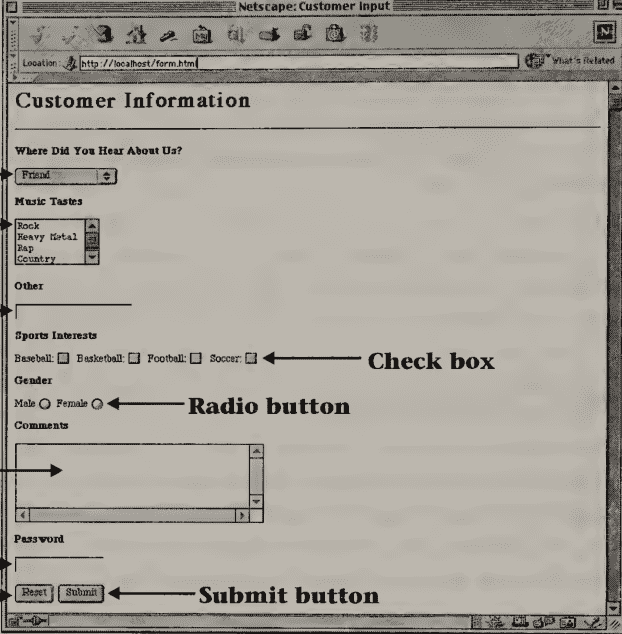 Netscape: Customer Input
Location: http://localhost/form.html What's Related
Customer Information
Where Did You Hear About Us?
Friend
Music Tastes
Rock
Heavy Metal
Rap
Country
Other
Sports Interests
Baseball: Basketball: Football: Soccer: Check box
Gender
Male Female Radio button
Comments
Password
Reset Submit Submit button